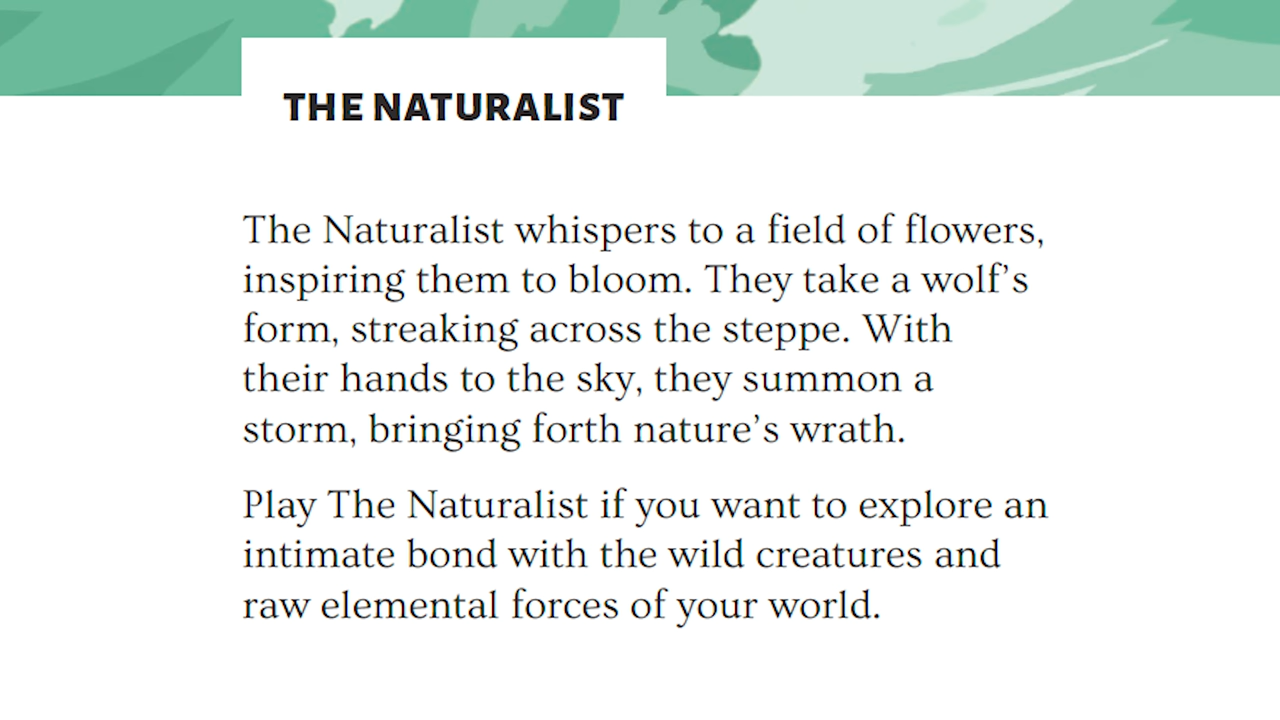 THE NATURALIST
The Naturalist whispers to a field of flowers,
inspiring them to bloom. They take a wolf’s
form, streaking across the steppe. With
their hands to the sky, they summon a
storm, bringing forth nature’s wrath.
Play The Naturalist if you want to explore an
intimate bond with the wild creatures and
raw elemental forces of your world.